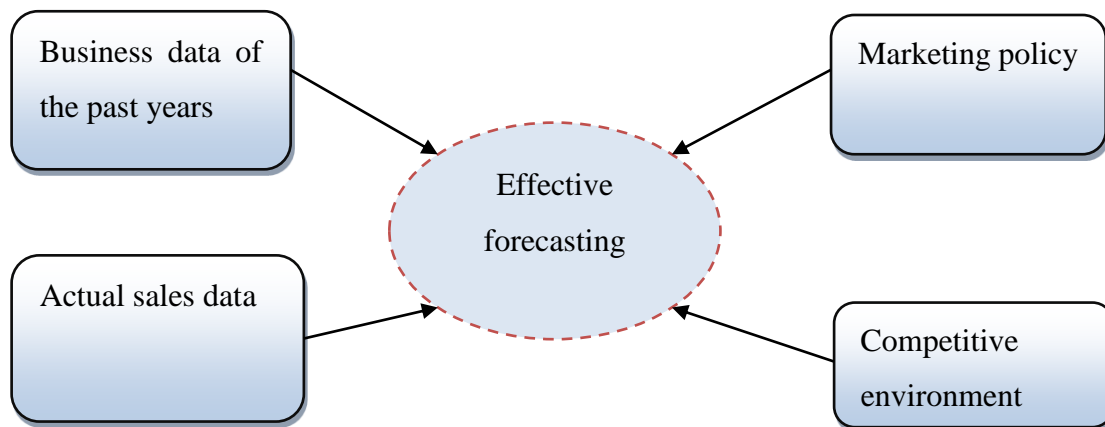 Business data of
the past years
Marketing policy
Effective
forecasting
Actual sales data
Competitive
environment